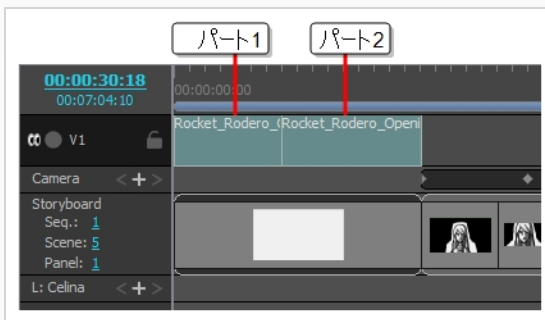 パート1
パート2
00:00:30:18
00:07:04:10
00:00:00:00
V1
Rocket_Rodero_(
Rocket_Rodero_Openi
Camera
Storyboard
Seq.: 1
Scene: 5
Panel: 1
L: Celina